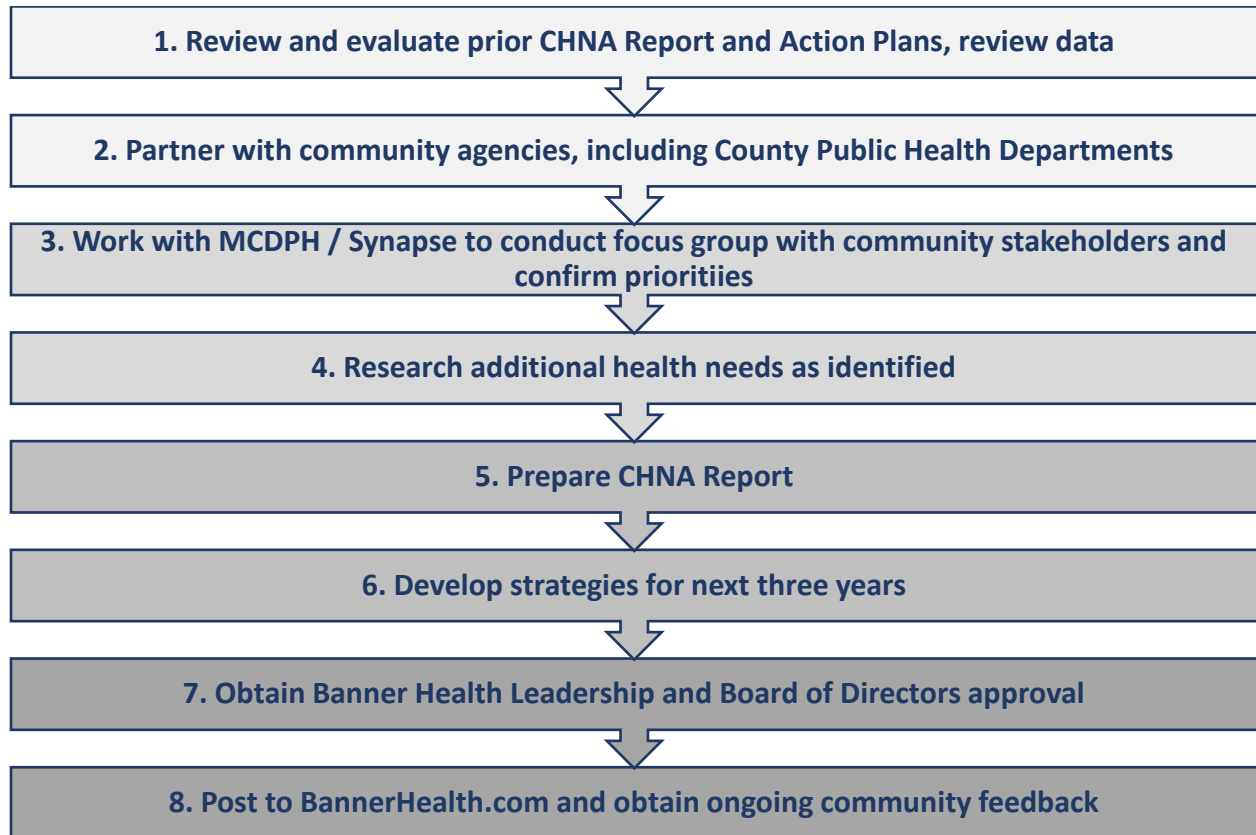 1. Review and evaluate prior CHNA Report and Action Plans, review data
2. Partner with community agencies, including County Public Health Departments
3. Work with MCDPH / Synapse to conduct focus group with community stakeholders and
confirm prioritiies
4. Research additional health needs as identified
5. Prepare CHNA Report
6. Develop strategies for next three years
7. Obtain Banner Health Leadership and Board of Directors approval
8. Post to BannerHealth.com and obtain ongoing community feedback